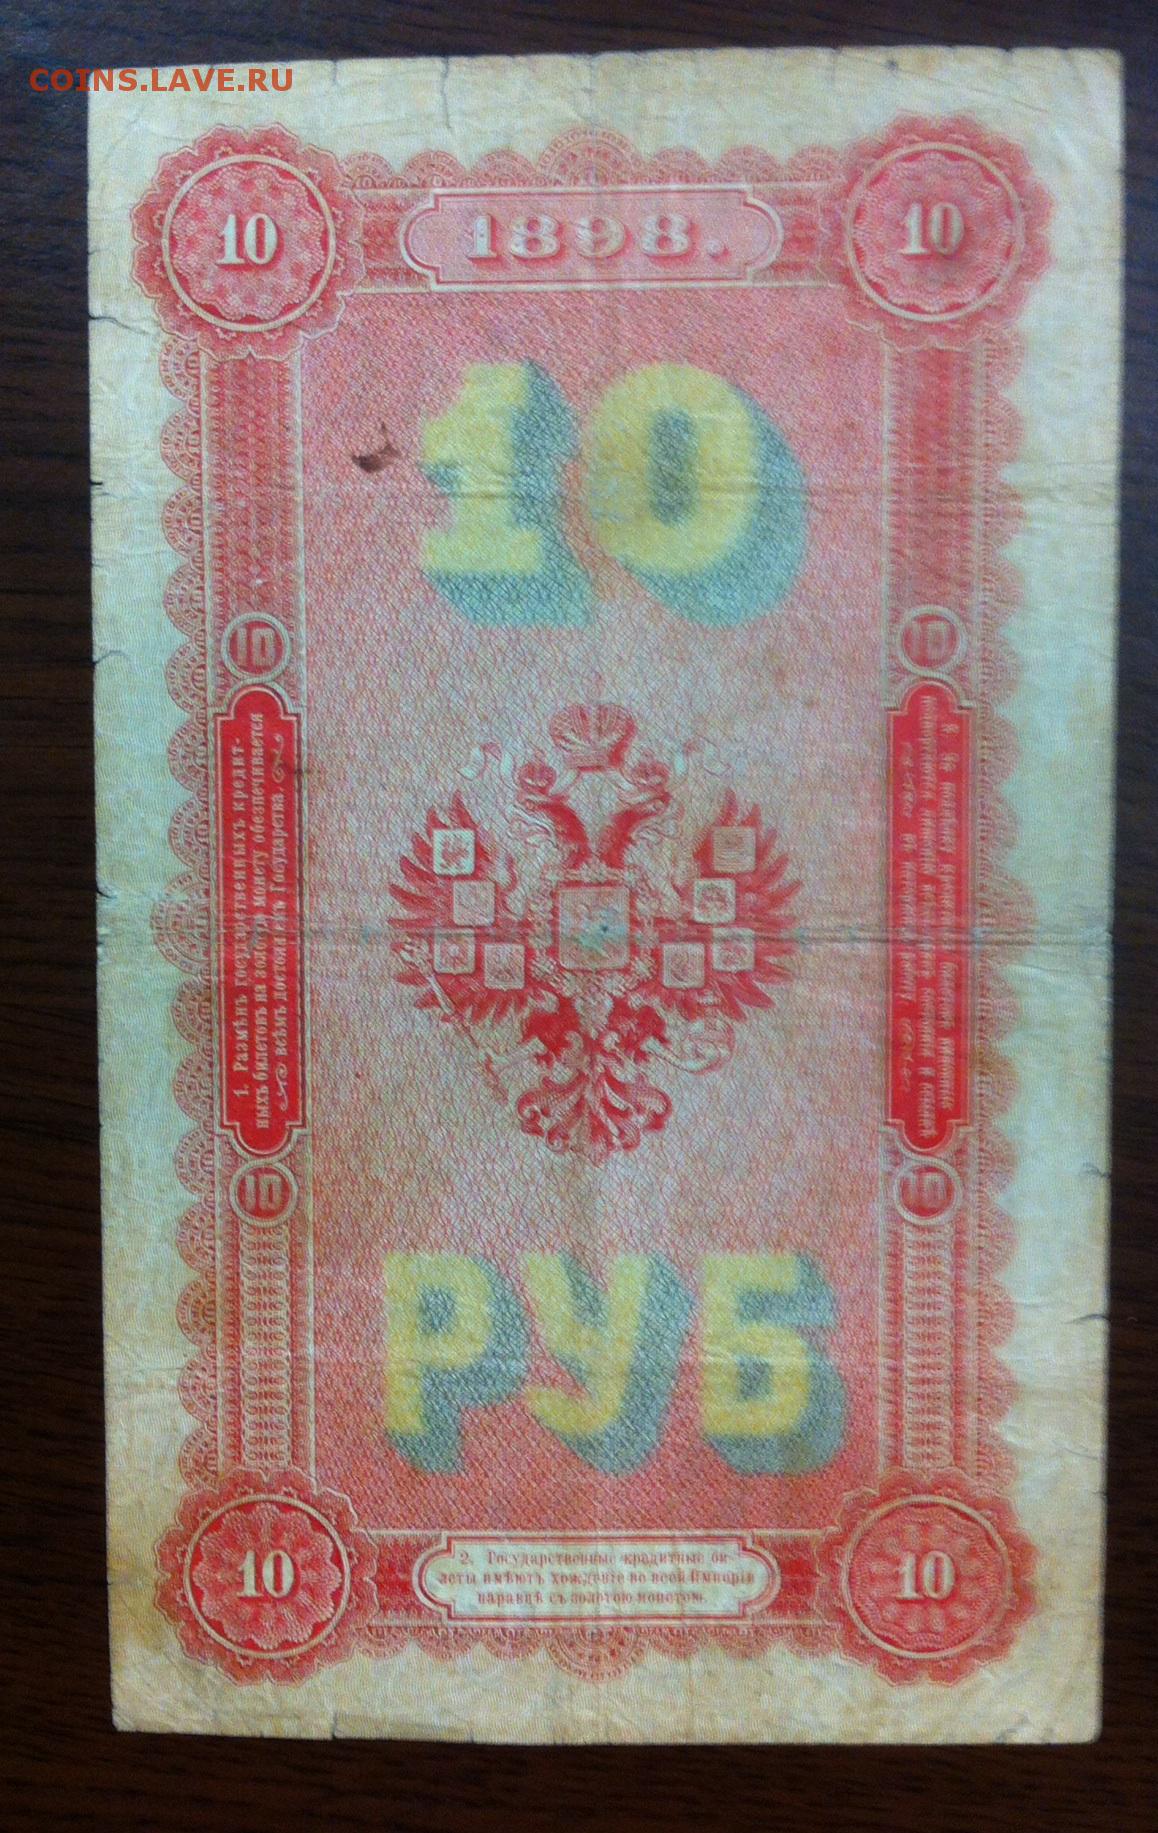 COINS.LAVE.RU
10
1898.
10
10
10
10
1. Размѣнъ государственныхъ кредит-
ныхъ билетовъ на золотую монету обезпечивается
всѣмъ достояніемъ Государства.
10
10
РУБ
10
2. Государственные кредитные би-
леты имѣютъ хожденіе во всей Имперіи
наравнѣ съ золотою монетою.
10